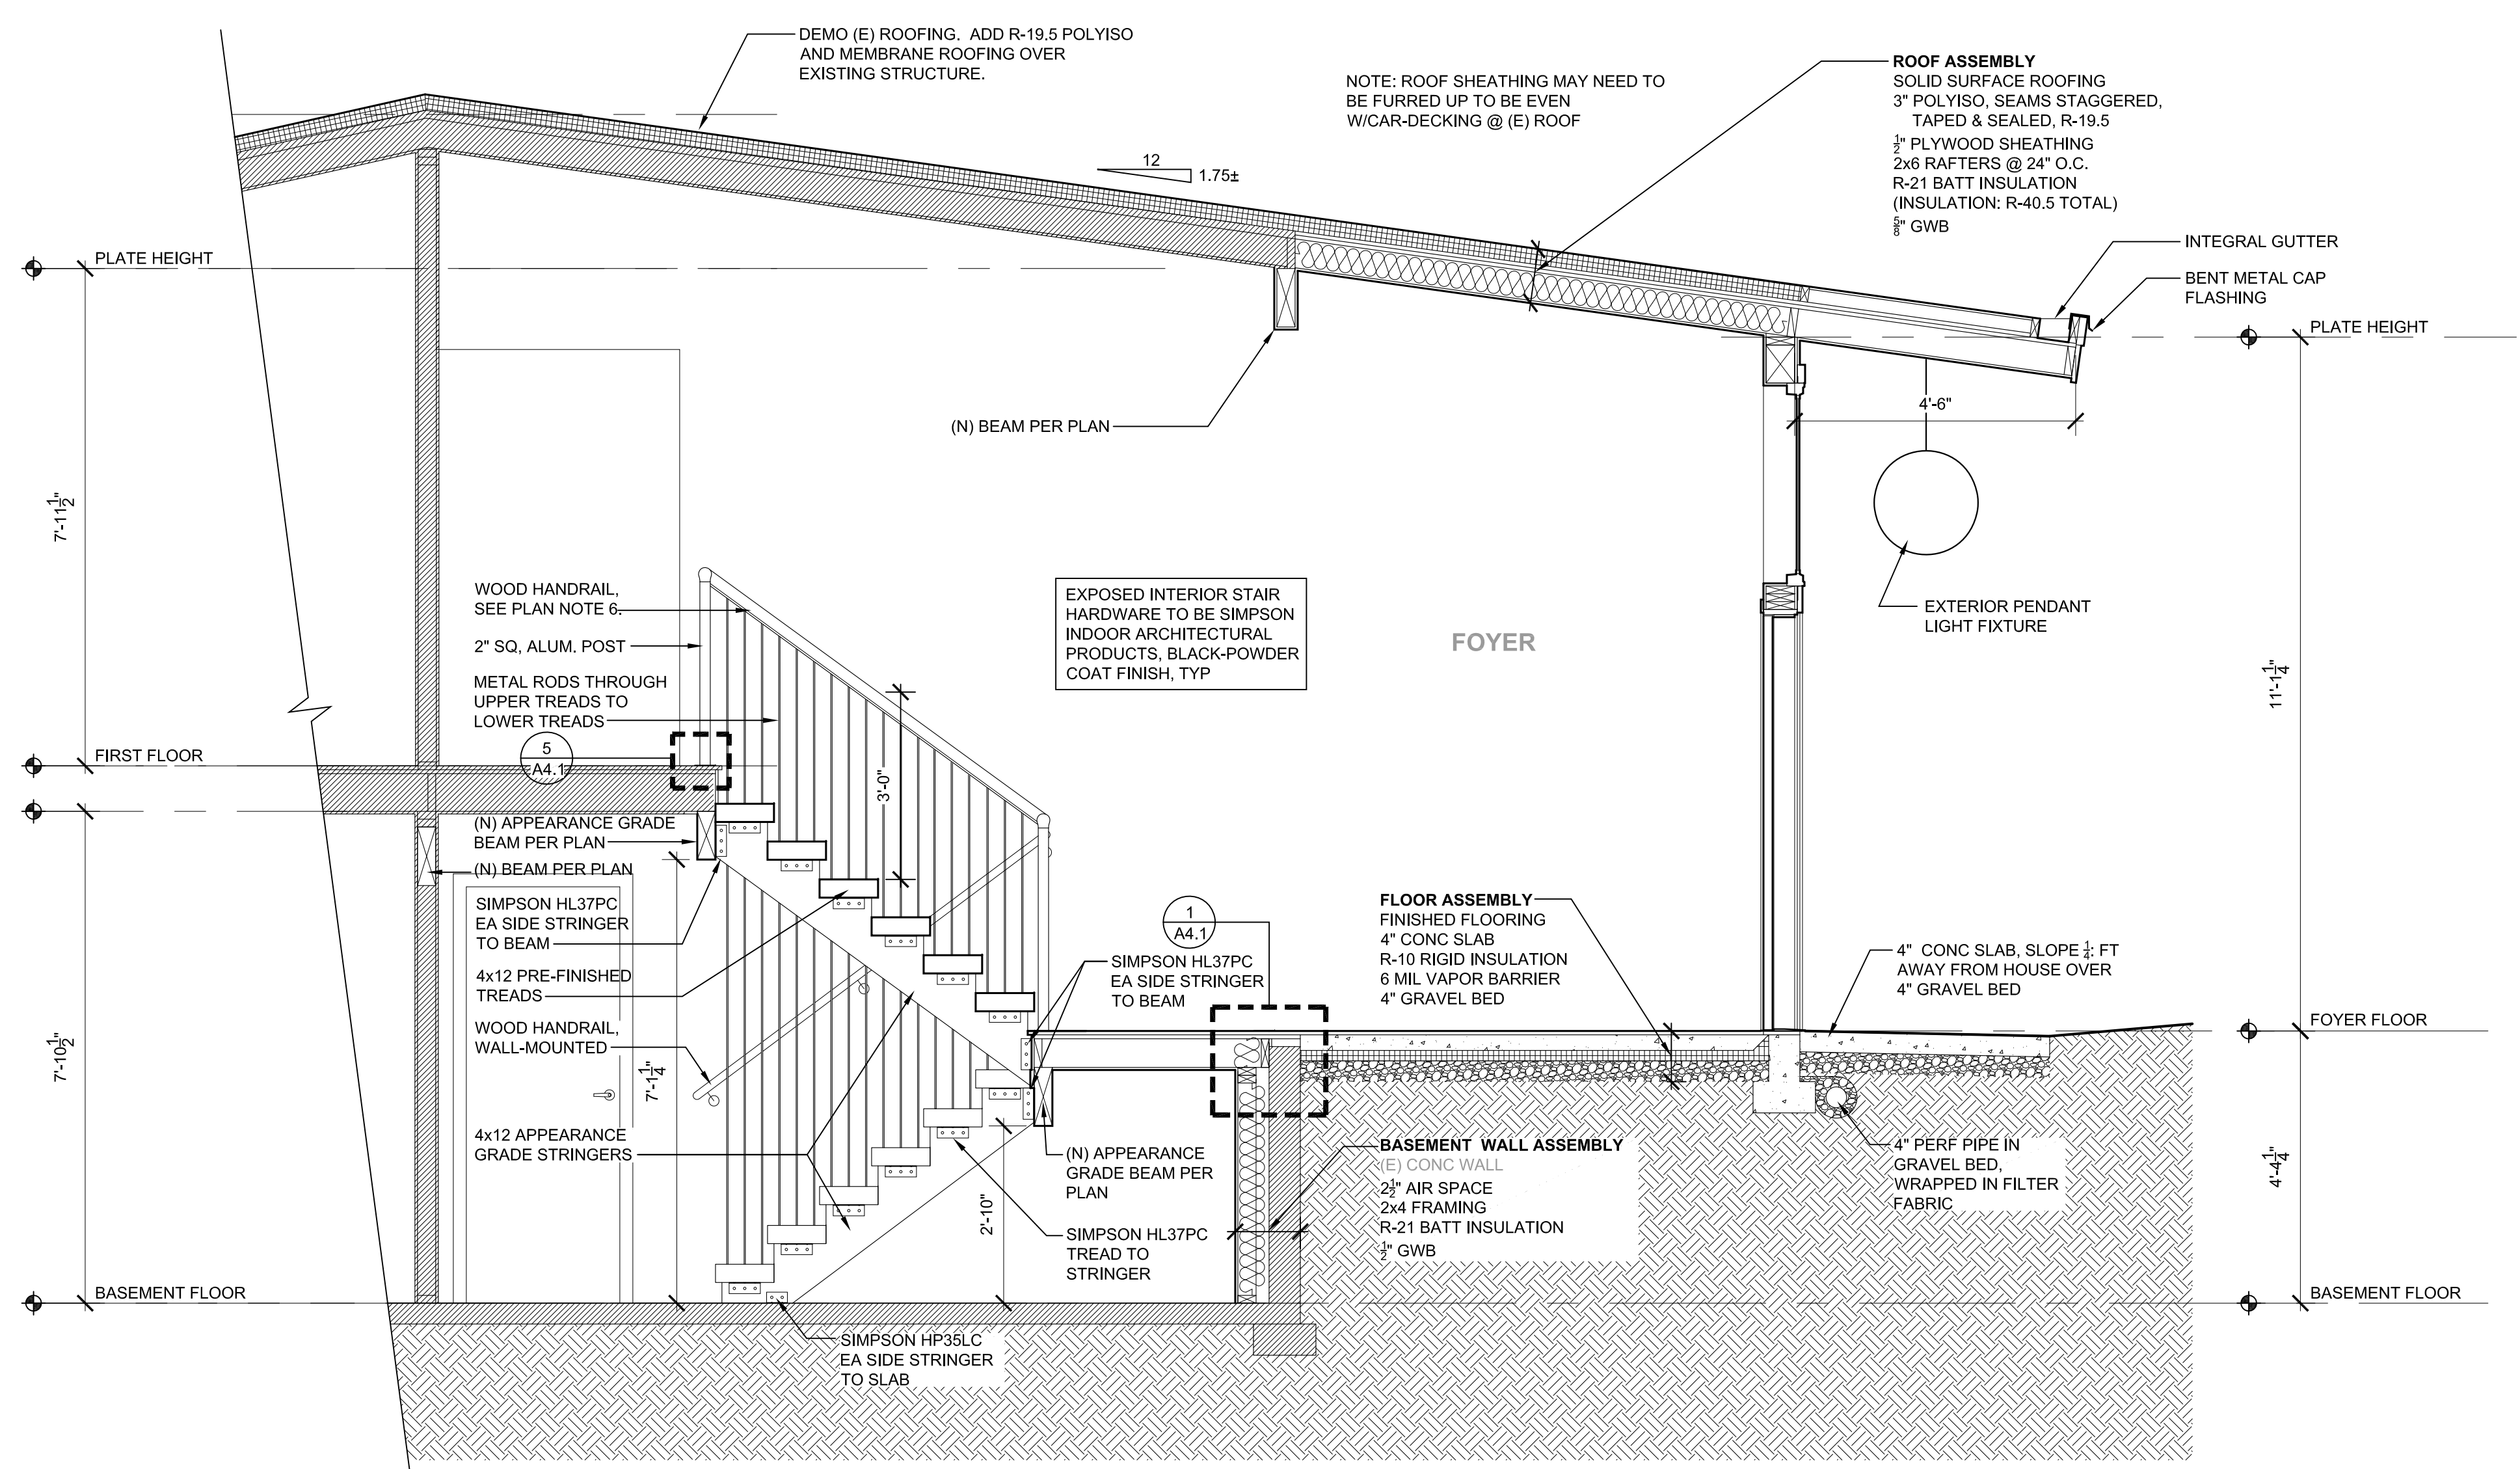 DEMO (E) ROOFING. ADD R-19.5 POLYISO
AND MEMBRANE ROOFING OVER
EXISTING STRUCTURE.
NOTE: ROOF SHEATHING MAY NEED TO
BE FURRED UP TO BE EVEN
W/CAR-DECKING @ (E) ROOF
ROOF ASSEMBLY
SOLID SURFACE ROOFING
3" POLYISO, SEAMS STAGGERED,
TAPED & SEALED, R-19.5
1/2" PLYWOOD SHEATHING
2x6 RAFTERS @ 24" O.C.
R-21 BATT INSULATION
(INSULATION: R-40.5 TOTAL)
5/8" GWB
12
1.75±
INTEGRAL GUTTER
BENT METAL CAP
FLASHING
PLATE HEIGHT
PLATE HEIGHT
4'-6"
(N) BEAM PER PLAN
7'-11 1/2"
WOOD HANDRAIL,
SEE PLAN NOTE 6.
2" SQ, ALUM. POST
METAL RODS THROUGH
UPPER TREADS TO
LOWER TREADS
EXPOSED INTERIOR STAIR
HARDWARE TO BE SIMPSON
INDOOR ARCHITECTURAL
PRODUCTS, BLACK-POWDER
COAT FINISH, TYP
FOYER
EXTERIOR PENDANT
LIGHT FIXTURE
11'-1 1/4"
FIRST FLOOR
5
A4.1
3'-0"
(N) APPEARANCE GRADE
BEAM PER PLAN
(N) BEAM PER PLAN
SIMPSON HL37PC
EA SIDE STRINGER
TO BEAM
4x12 PRE-FINISHED
TREADS
WOOD HANDRAIL,
WALL-MOUNTED
7'-10 1/2"
7'-1 1/4"
4x12 APPEARANCE
GRADE STRINGERS
1
A4.1
SIMPSON HL37PC
EA SIDE STRINGER
TO BEAM
FLOOR ASSEMBLY
FINISHED FLOORING
4" CONC SLAB
R-10 RIGID INSULATION
6 MIL VAPOR BARRIER
4" GRAVEL BED
4" CONC SLAB, SLOPE 1/4: FT
AWAY FROM HOUSE OVER
4" GRAVEL BED
FOYER FLOOR
(N) APPEARANCE
GRADE BEAM PER
PLAN
2'-10"
SIMPSON HL37PC
TREAD TO
STRINGER
BASEMENT WALL ASSEMBLY
(E) CONC WALL
2 1/2" AIR SPACE
2x4 FRAMING
R-21 BATT INSULATION
1/2" GWB
4" PERF PIPE IN
GRAVEL BED,
WRAPPED IN FILTER
FABRIC
4'-4 1/4"
BASEMENT FLOOR
BASEMENT FLOOR
SIMPSON HP35LC
EA SIDE STRINGER
TO SLAB